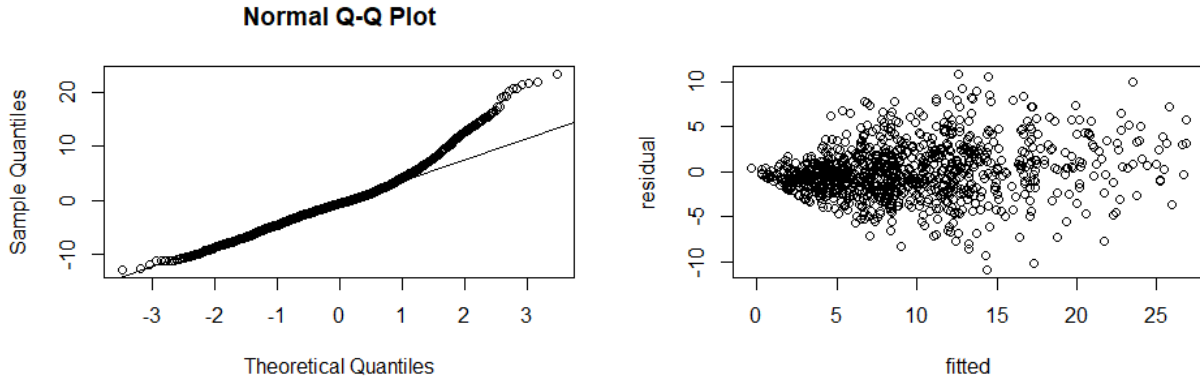 Normal Q-Q Plot
Sample Quantiles
-10 0 10 20
-3 -2 -1 0 1 2 3
Theoretical Quantiles
residual
-10 -5 0 5 10
0 5 10 15 20 25
fitted